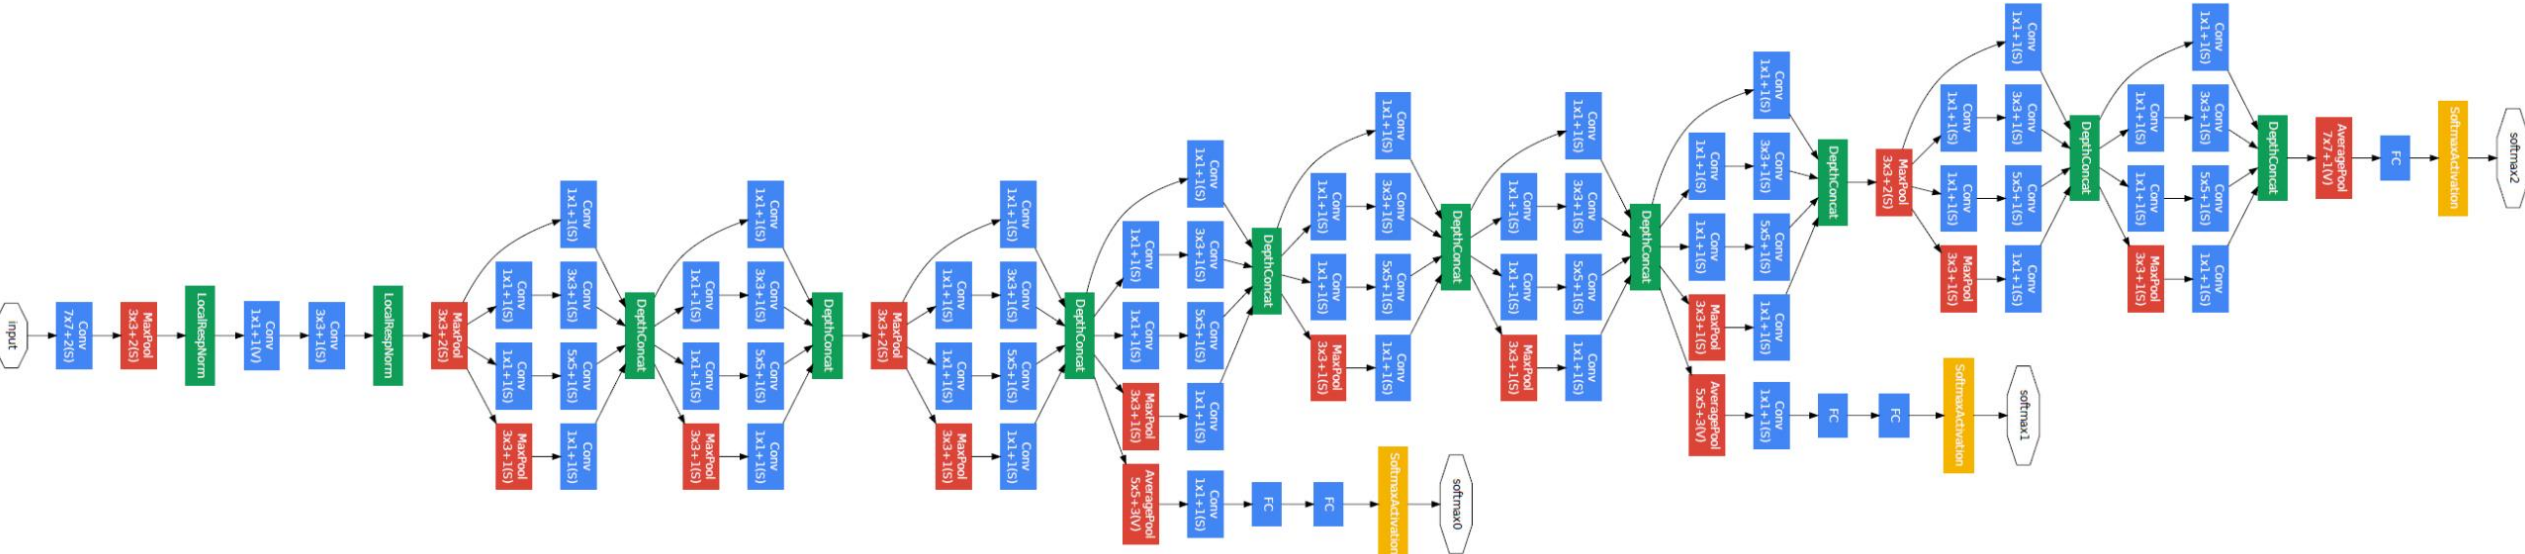 input
Conv
7x7+2(S)
MaxPool
3x3+2(S)
LocalRespNorm
Conv
1x1+1(V)
Conv
3x3+1(S)
LocalRespNorm
MaxPool
3x3+2(S)
Conv
1x1+1(S)
Conv
1x1+1(S)
MaxPool
3x3+1(S)
Conv
1x1+1(S)
Conv
3x3+1(S)
Conv
5x5+1(S)
Conv
1x1+1(S)
DepthConcat
Conv
1x1+1(S)
Conv
1x1+1(S)
MaxPool
3x3+1(S)
Conv
1x1+1(S)
Conv
3x3+1(S)
Conv
5x5+1(S)
Conv
1x1+1(S)
DepthConcat
MaxPool
3x3+2(S)
Conv
1x1+1(S)
Conv
1x1+1(S)
MaxPool
3x3+1(S)
Conv
1x1+1(S)
Conv
3x3+1(S)
Conv
5x5+1(S)
Conv
1x1+1(S)
DepthConcat
Conv
1x1+1(S)
Conv
1x1+1(S)
MaxPool
3x3+1(S)
AveragePool
5x5+3(V)
Conv
1x1+1(S)
Conv
3x3+1(S)
Conv
5x5+1(S)
Conv
1x1+1(S)
Conv
1x1+1(S)
DepthConcat
FC
FC
SoftmaxActivation
softmax0
Conv
1x1+1(S)
Conv
1x1+1(S)
MaxPool
3x3+1(S)
Conv
1x1+1(S)
Conv
3x3+1(S)
Conv
5x5+1(S)
Conv
1x1+1(S)
DepthConcat
Conv
1x1+1(S)
Conv
1x1+1(S)
MaxPool
3x3+1(S)
Conv
1x1+1(S)
Conv
3x3+1(S)
Conv
5x5+1(S)
Conv
1x1+1(S)
DepthConcat
Conv
1x1+1(S)
Conv
1x1+1(S)
MaxPool
3x3+1(S)
AveragePool
5x5+3(V)
Conv
1x1+1(S)
Conv
3x3+1(S)
Conv
5x5+1(S)
Conv
1x1+1(S)
Conv
1x1+1(S)
DepthConcat
FC
FC
SoftmaxActivation
softmax1
MaxPool
3x3+2(S)
Conv
1x1+1(S)
Conv
1x1+1(S)
MaxPool
3x3+1(S)
Conv
1x1+1(S)
Conv
3x3+1(S)
Conv
5x5+1(S)
Conv
1x1+1(S)
DepthConcat
Conv
1x1+1(S)
Conv
1x1+1(S)
MaxPool
3x3+1(S)
Conv
1x1+1(S)
Conv
3x3+1(S)
Conv
5x5+1(S)
Conv
1x1+1(S)
DepthConcat
AveragePool
7x7+1(V)
FC
SoftmaxActivation
softmax2